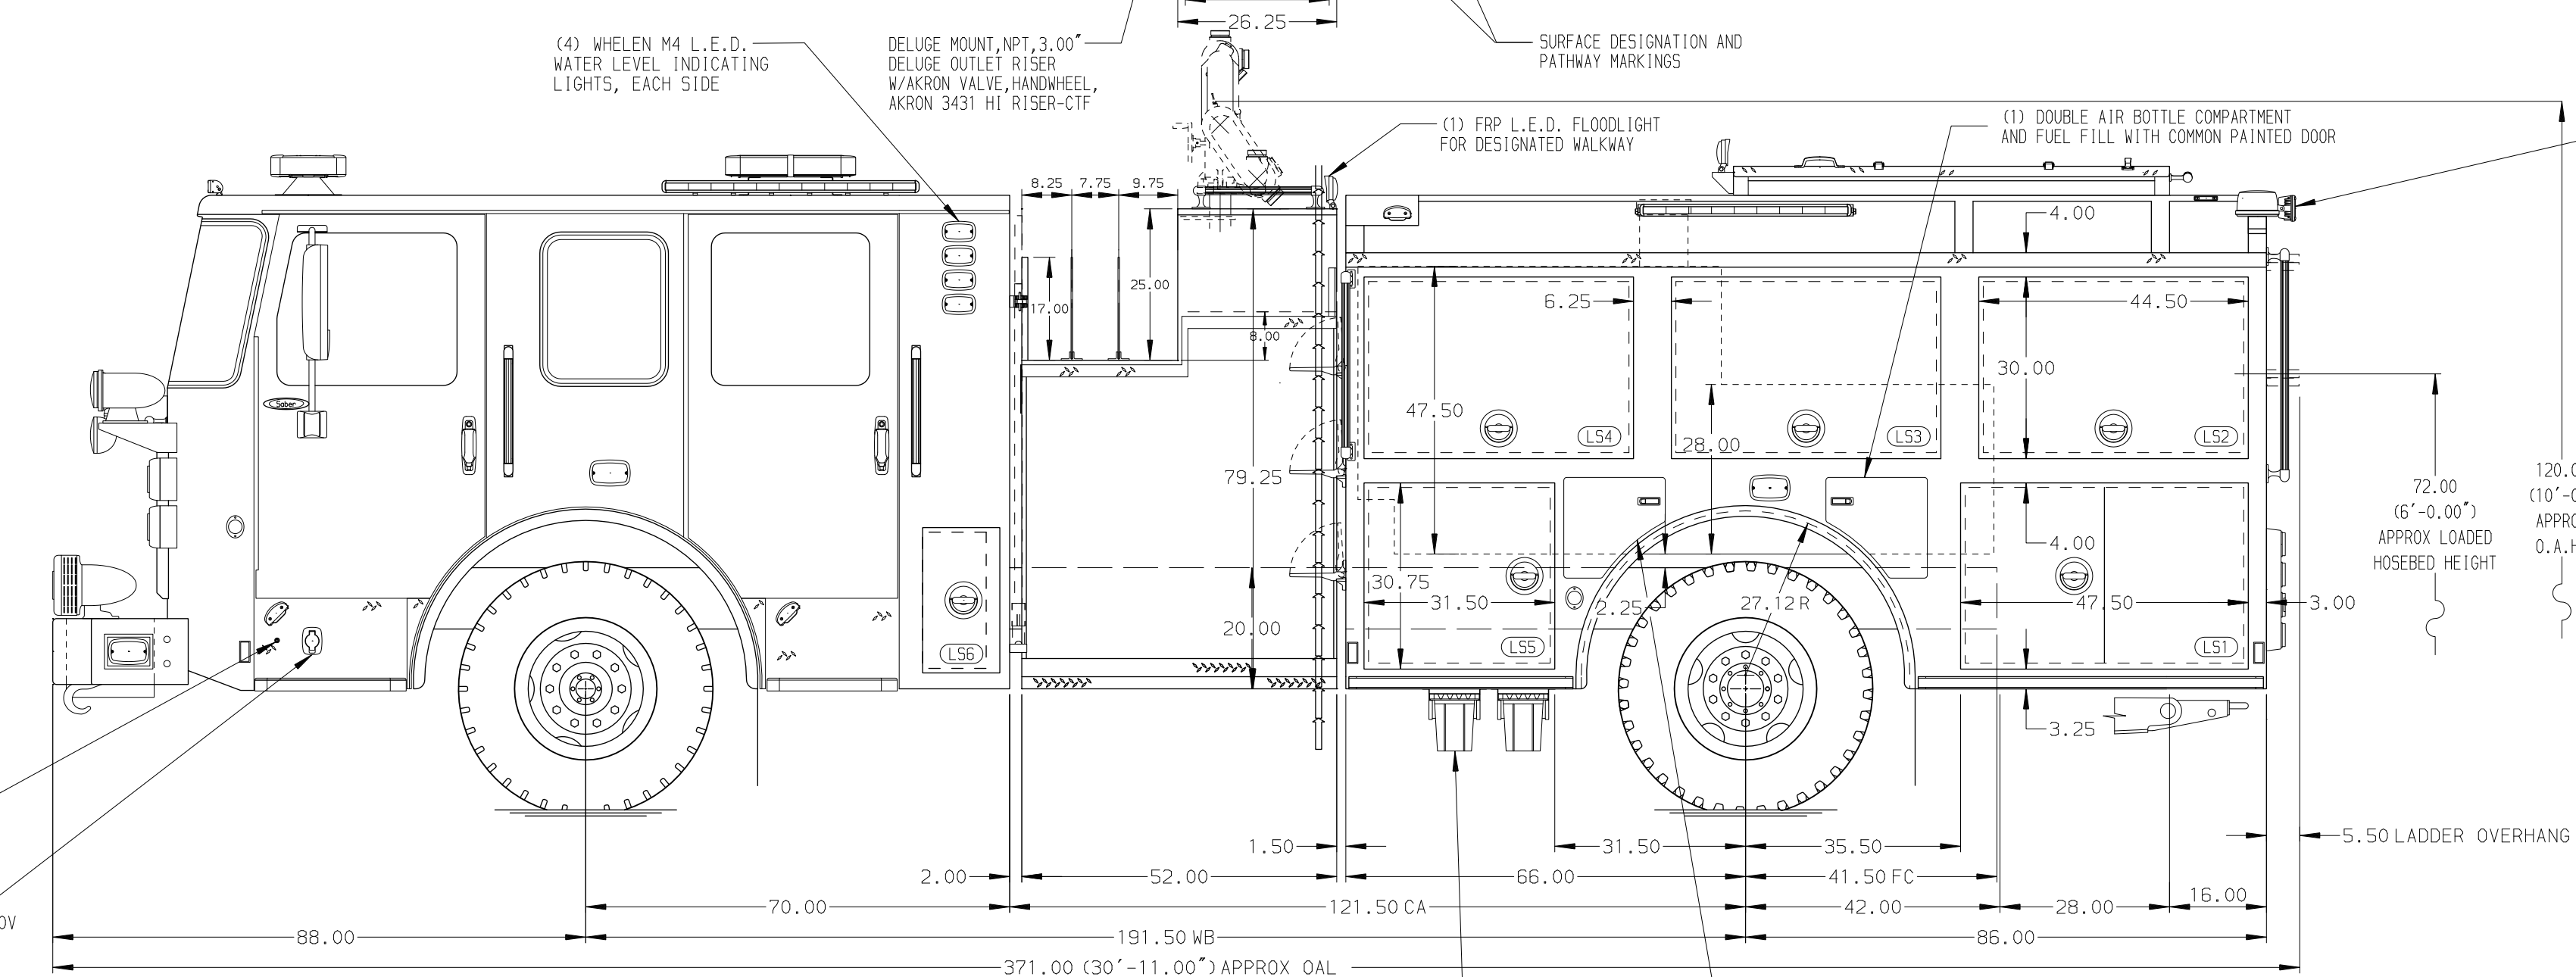 26.25
(4) WHELEN M4 L.E.D.
WATER LEVEL INDICATING
LIGHTS, EACH SIDE
DELUGE MOUNT,NPT,3.00"
DELUGE OUTLET RISER
W/AKRON VALVE,HANDWHEEL,
AKRON 3431 HI RISER-CTF
SURFACE DESIGNATION AND
PATHWAY MARKINGS
(1) FRP L.E.D. FLOODLIGHT
FOR DESIGNATED WALKWAY
(1) DOUBLE AIR BOTTLE COMPARTMENT
AND FUEL FILL WITH COMMON PAINTED DOOR
8.25
7.75
9.75
4.00
17.00
25.00
8.00
6.25
44.50
30.00
Saber
47.50
28.00
LS4
LS3
LS2
79.25
72.00
(6'-0.00")
APPROX LOADED
HOSEBED HEIGHT
120.0
(10'-0
APPRO
O.A.H
30.75
31.50
2.25
27.12 R
4.00
47.50
3.00
20.00
LS6
LS5
LS1
3.25
1.50
31.50
35.50
5.50 LADDER OVERHANG
2.00
52.00
66.00
41.50 FC
70.00
121.50 CA
42.00
28.00
16.00
0V
88.00
191.50 WB
86.00
371.00 (30'-11.00") APPROX OAL